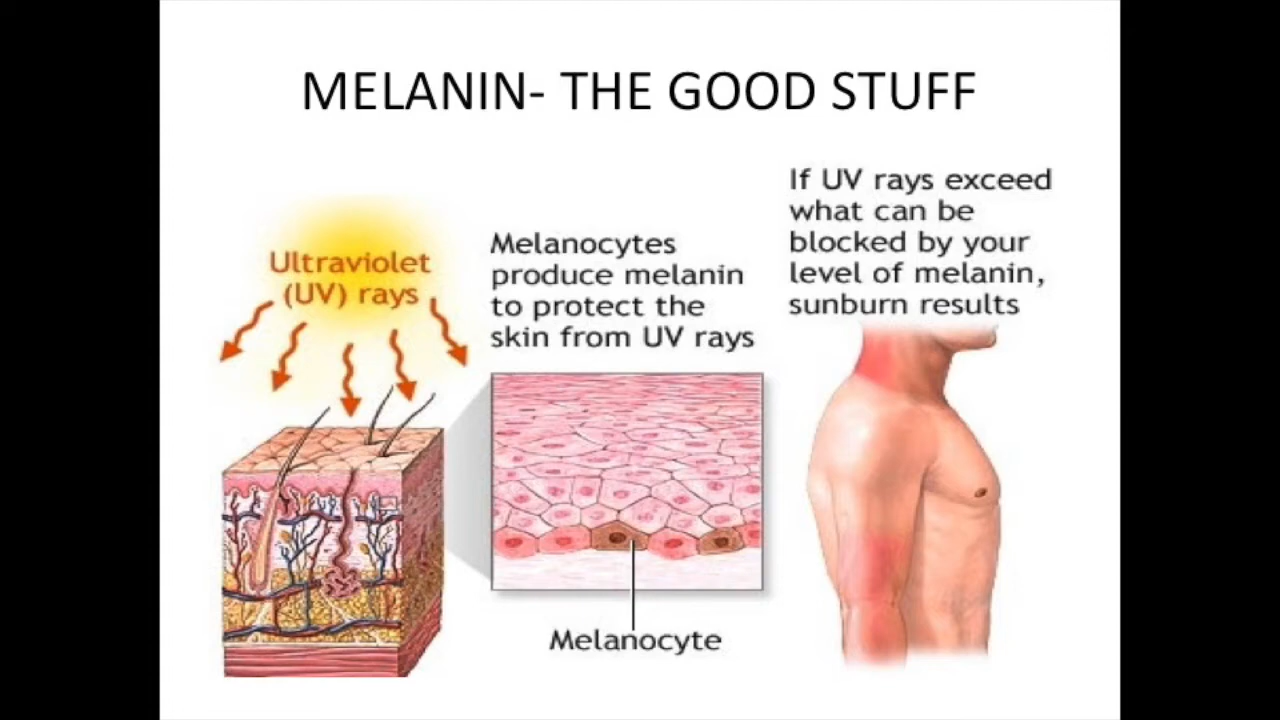 MELANIN- THE GOOD STUFF
Ultraviolet
(UV) rays
Melanocytes
produce melanin
to protect the
skin from UV rays
Melanocyte
If UV rays exceed
what can be
blocked by your
level of melanin,
sunburn results